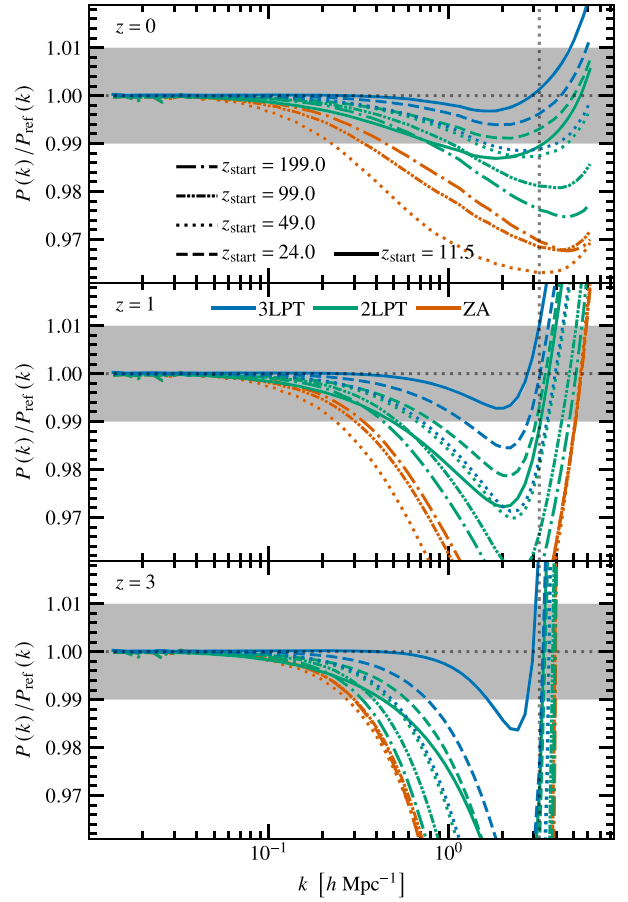 z = 0
1.01
1.00
0.99
0.98
0.97
P(k)/P_ref(k)
z_start = 199.0
z_start = 99.0
z_start = 49.0
z_start = 24.0 z_start = 11.5
z = 1
3LPT 2LPT ZA
1.01
1.00
0.99
0.98
0.97
P(k)/P_ref(k)
z = 3
1.01
1.00
0.99
0.98
0.97
P(k)/P_ref(k)
10⁻¹ 10⁰
k [h Mpc⁻¹]